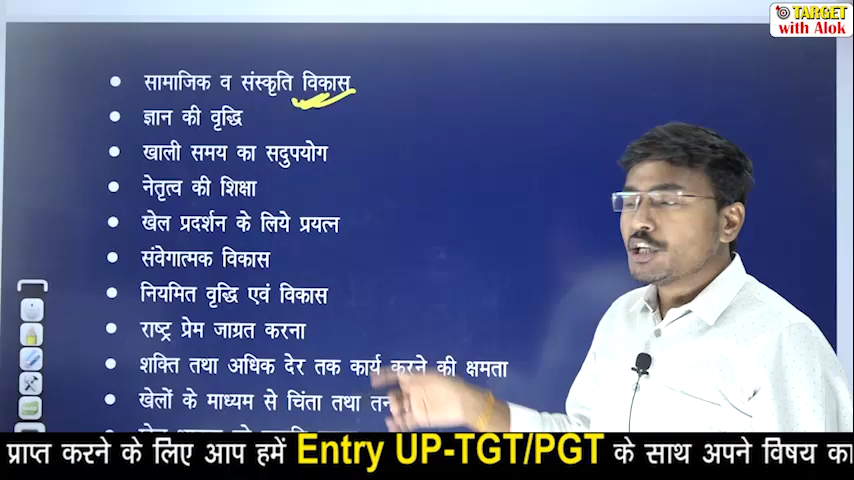 TARGET
with Alok
सामाजिक व संस्कृति विकास
ज्ञान की वृद्धि
खाली समय का सदुपयोग
नेतृत्व की शिक्षा
खेल प्रदर्शन के लिये प्रयत्न
संवेगात्मक विकास
नियमित वृद्धि एवं विकास
राष्ट्र प्रेम जाग्रत करना
शक्ति तथा अधिक देर तक कार्य करने की क्षमता
खेलों के माध्यम से चिंता तथा
प्राप्त करने के लिए आप हमें Entry UP-TGT/PGT के साथ अपने विषय का